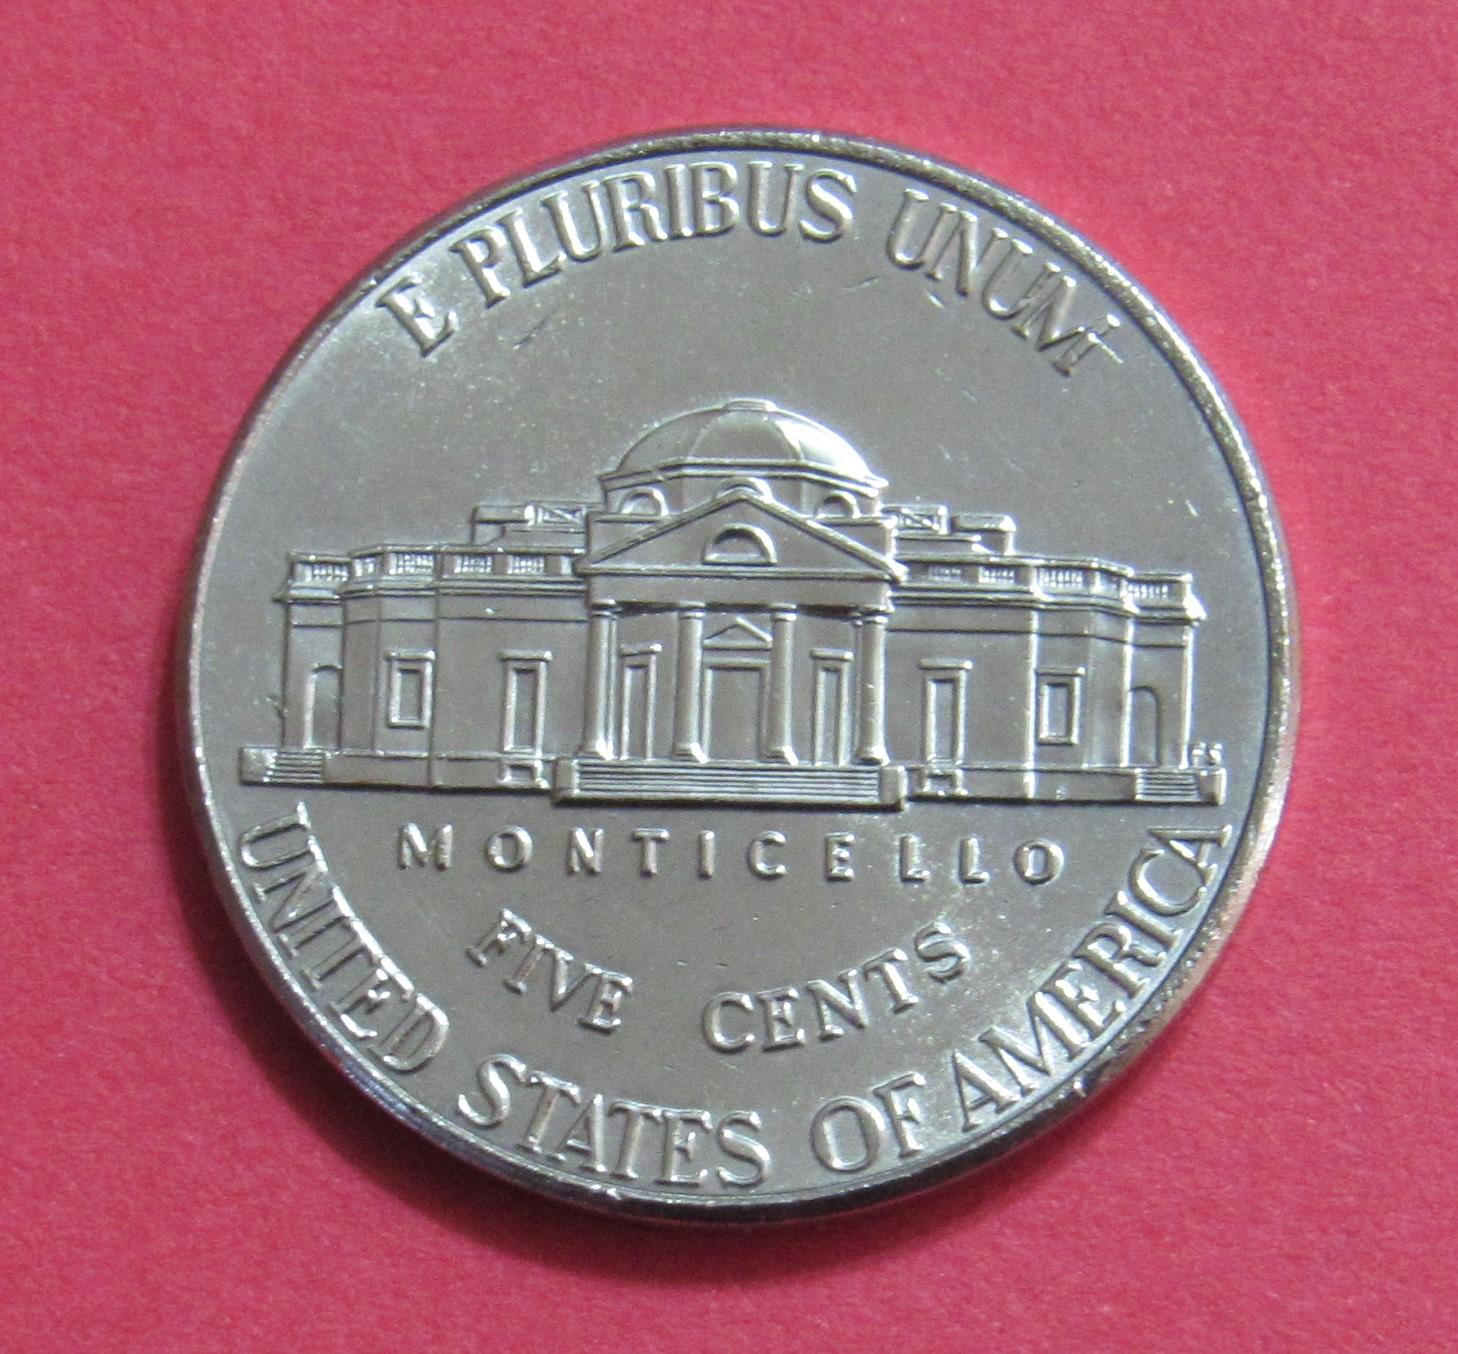 E PLURIBUS UNUM
MONTICELLO
FIVE CENTS
UNITED STATES OF AMERICA